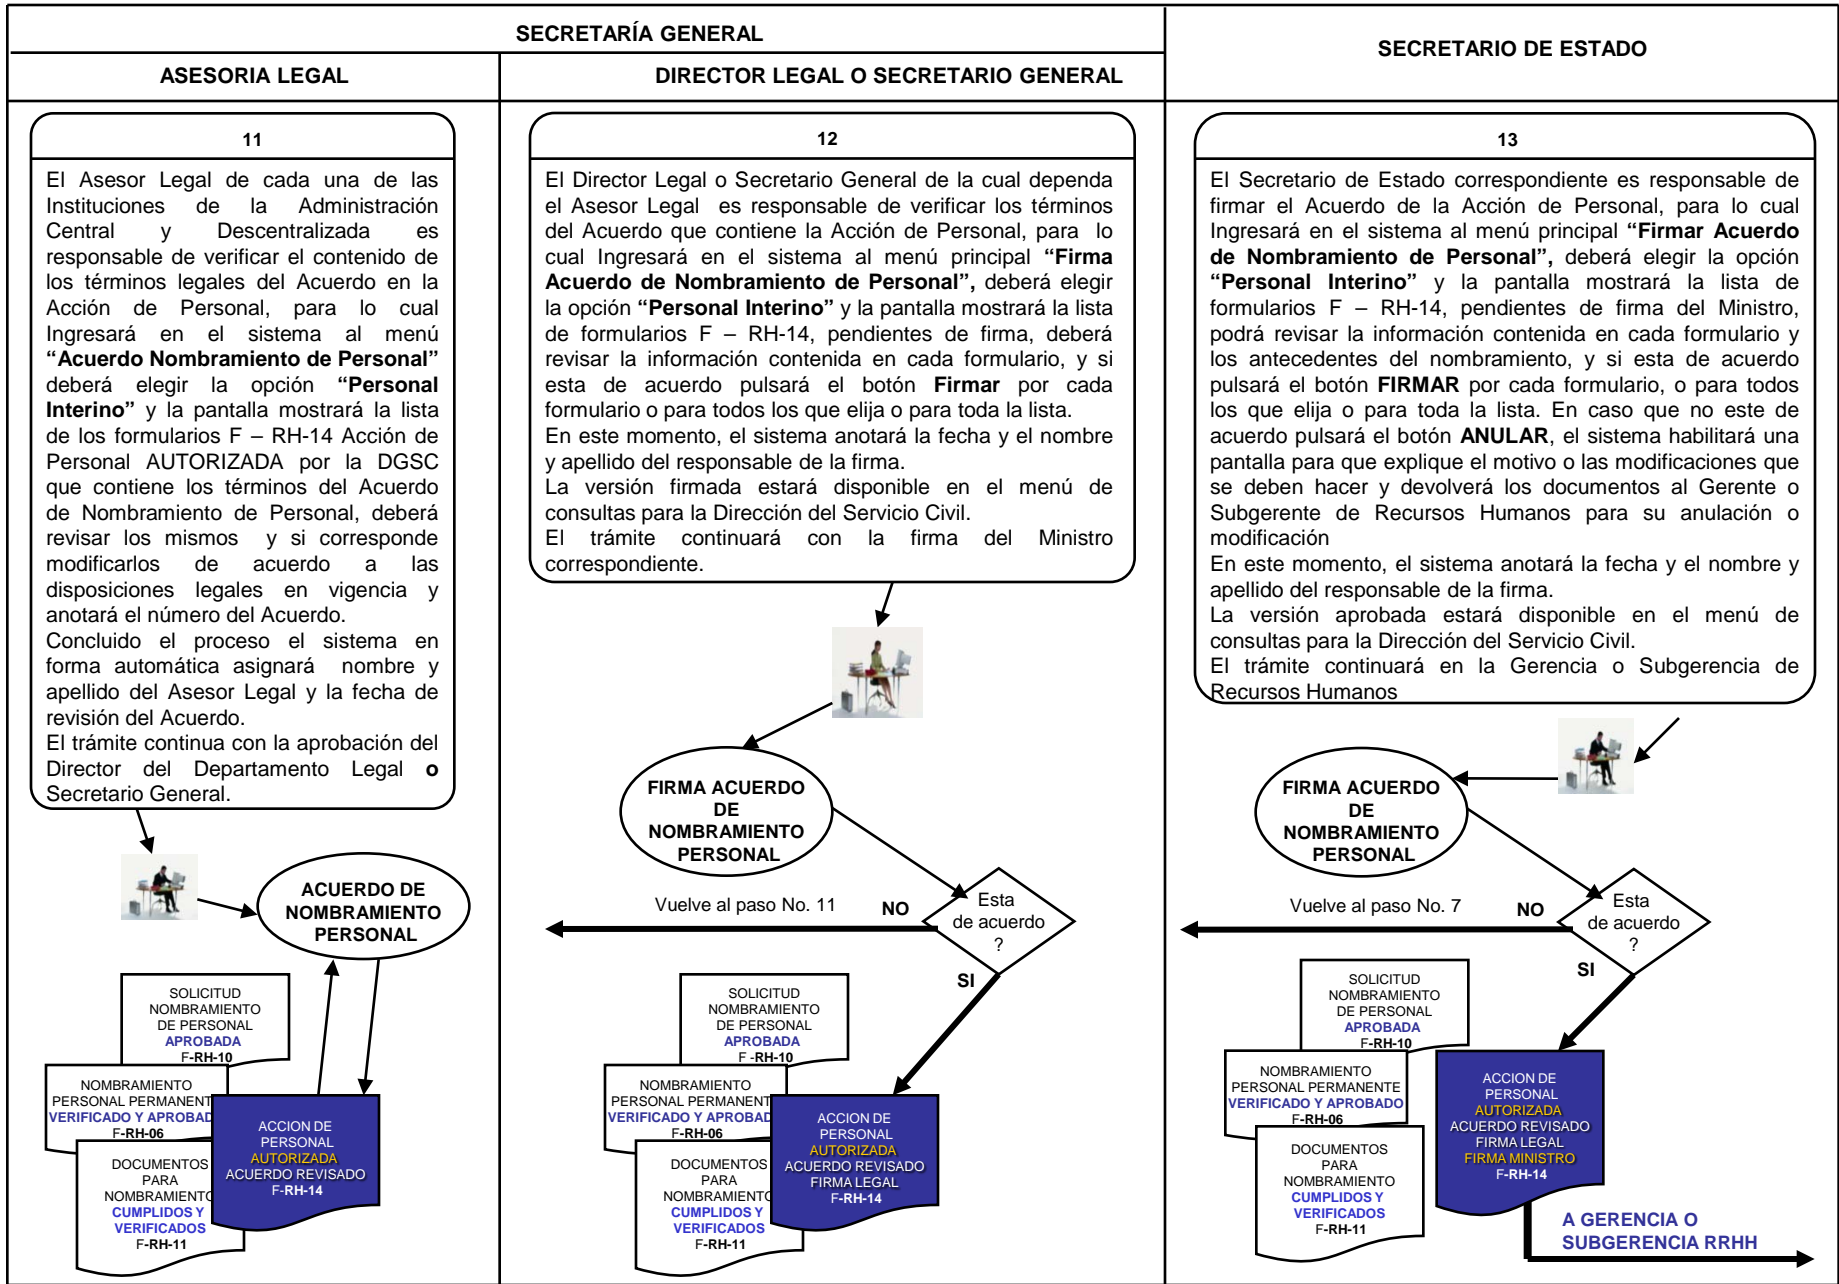 SECRETARÍA GENERAL
SECRETARIO DE ESTADO
ASESORIA LEGAL
DIRECTOR LEGAL O SECRETARIO GENERAL
11
El Asesor Legal de cada una de las
Instituciones de la Administración
Central y Descentralizada es
responsable de verificar el contenido de
los términos legales del Acuerdo en la
Acción de Personal, para lo cual
Ingresará en el sistema al menú
“Acuerdo Nombramiento de Personal”
deberá elegir la opción “Personal
Interino” y la pantalla mostrará la lista
de los formularios F – RH-14 Acción de
Personal AUTORIZADA por la DGSC
que contiene los términos del Acuerdo
de Nombramiento de Personal, deberá
revisar los mismos y si corresponde
modificarlos de acuerdo a las
disposiciones legales en vigencia y
anotará el número del Acuerdo.
Concluido el proceso el sistema en
forma automática asignará nombre y
apellido del Asesor Legal y la fecha de
revisión del Acuerdo.
El trámite continua con la aprobación del
Director del Departamento Legal o
Secretario General.
ACUERDO DE
NOMBRAMIENTO
PERSONAL
SOLICITUD
NOMBRAMIENTO
DE PERSONAL
APROBADA
F-RH-10
NOMBRAMIENTO
PERSONAL PERMANENT
VERIFICADO Y APROBAD
F-RH-06
DOCUMENTOS
PARA
NOMBRAMIENTO
CUMPLIDOS Y
VERIFICADOS
F-RH-11
ACCION DE
PERSONAL
AUTORIZADA
ACUERDO REVISADO
F-RH-14
12
El Director Legal o Secretario General de la cual dependa
el Asesor Legal es responsable de verificar los términos
del Acuerdo que contiene la Acción de Personal, para lo
cual Ingresará en el sistema al menú principal “Firma
Acuerdo de Nombramiento de Personal”, deberá elegir
la opción “Personal Interino” y la pantalla mostrará la lista
de formularios F – RH-14, pendientes de firma, deberá
revisar la información contenida en cada formulario, y si
esta de acuerdo pulsará el botón Firmar por cada
formulario o para todos los que elija o para toda la lista.
En este momento, el sistema anotará la fecha y el nombre
y apellido del responsable de la firma.
La versión firmada estará disponible en el menú de
consultas para la Dirección del Servicio Civil.
El trámite continuará con la firma del Ministro
correspondiente.
FIRMA ACUERDO
DE
NOMBRAMIENTO
PERSONAL
Esta
de acuerdo
?
Vuelve al paso No. 11
NO
SI
SOLICITUD
NOMBRAMIENTO
DE PERSONAL
APROBADA
F -RH-10
NOMBRAMIENTO
PERSONAL PERMANENT
VERIFICADO Y APROBAD
F-RH-06
DOCUMENTOS
PARA
NOMBRAMIENTO
CUMPLIDOS Y
VERIFICADOS
F-RH-11
ACCION DE
PERSONAL
AUTORIZADA
ACUERDO REVISADO
FIRMA LEGAL
F-RH-14
13
El Secretario de Estado correspondiente es responsable de
firmar el Acuerdo de la Acción de Personal, para lo cual
Ingresará en el sistema al menú principal “Firmar Acuerdo
de Nombramiento de Personal”, deberá elegir la opción
“Personal Interino” y la pantalla mostrará la lista de
formularios F – RH-14, pendientes de firma del Ministro,
podrá revisar la información contenida en cada formulario y
los antecedentes del nombramiento, y si esta de acuerdo
pulsará el botón FIRMAR por cada formulario, o para todos
los que elija o para toda la lista. En caso que no este de
acuerdo pulsará el botón ANULAR, el sistema habilitará una
pantalla para que explique el motivo o las modificaciones que
se deben hacer y devolverá los documentos al Gerente o
Subgerente de Recursos Humanos para su anulación o
modificación
En este momento, el sistema anotará la fecha y el nombre y
apellido del responsable de la firma.
La versión aprobada estará disponible en el menú de
consultas para la Dirección del Servicio Civil.
El trámite continuará en la Gerencia o Subgerencia de
Recursos Humanos
FIRMA ACUERDO
DE
NOMBRAMIENTO
PERSONAL
Esta
de acuerdo
?
Vuelve al paso No. 7
NO
SI
SOLICITUD
NOMBRAMIENTO
DE PERSONAL
APROBADA
F-RH-10
NOMBRAMIENTO
PERSONAL PERMANENTE
VERIFICADO Y APROBADO
F-RH-06
DOCUMENTOS
PARA
NOMBRAMIENTO
CUMPLIDOS Y
VERIFICADOS
F-RH-11
ACCION DE
PERSONAL
AUTORIZADA
ACUERDO REVISADO
FIRMA LEGAL
FIRMA MINISTRO
F-RH-14
A GERENCIA O
SUBGERENCIA RRHH